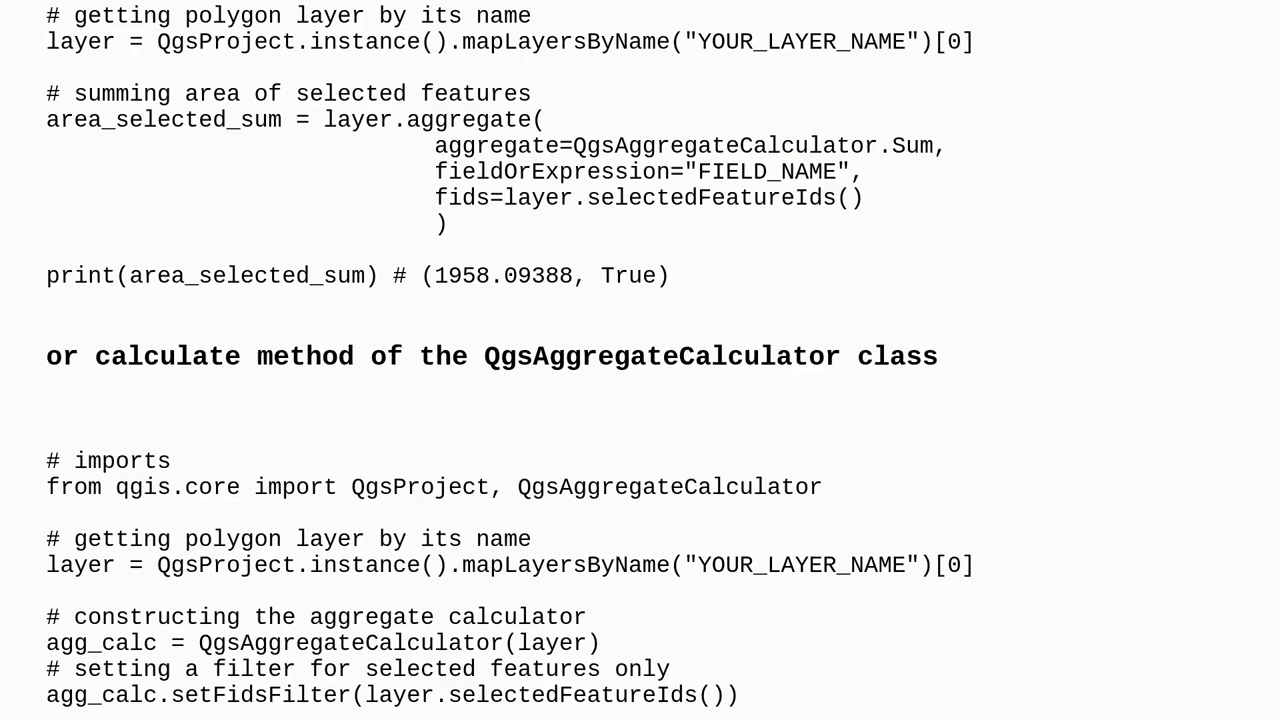 # getting polygon layer by its name
layer = QgsProject.instance().mapLayersByName("YOUR_LAYER_NAME")[0]
# summing area of selected features
area_selected_sum = layer.aggregate(
aggregate=QgsAggregateCalculator.Sum,
fieldOrExpression="FIELD_NAME",
fids=layer.selectedFeatureIds()
)
print(area_selected_sum) # (1958.09388, True)
or calculate method of the QgsAggregateCalculator class
# imports
from qgis.core import QgsProject, QgsAggregateCalculator
# getting polygon layer by its name
layer = QgsProject.instance().mapLayersByName("YOUR_LAYER_NAME")[0]
# constructing the aggregate calculator
agg_calc = QgsAggregateCalculator(layer)
# setting a filter for selected features only
agg_calc.setFidsFilter(layer.selectedFeatureIds())